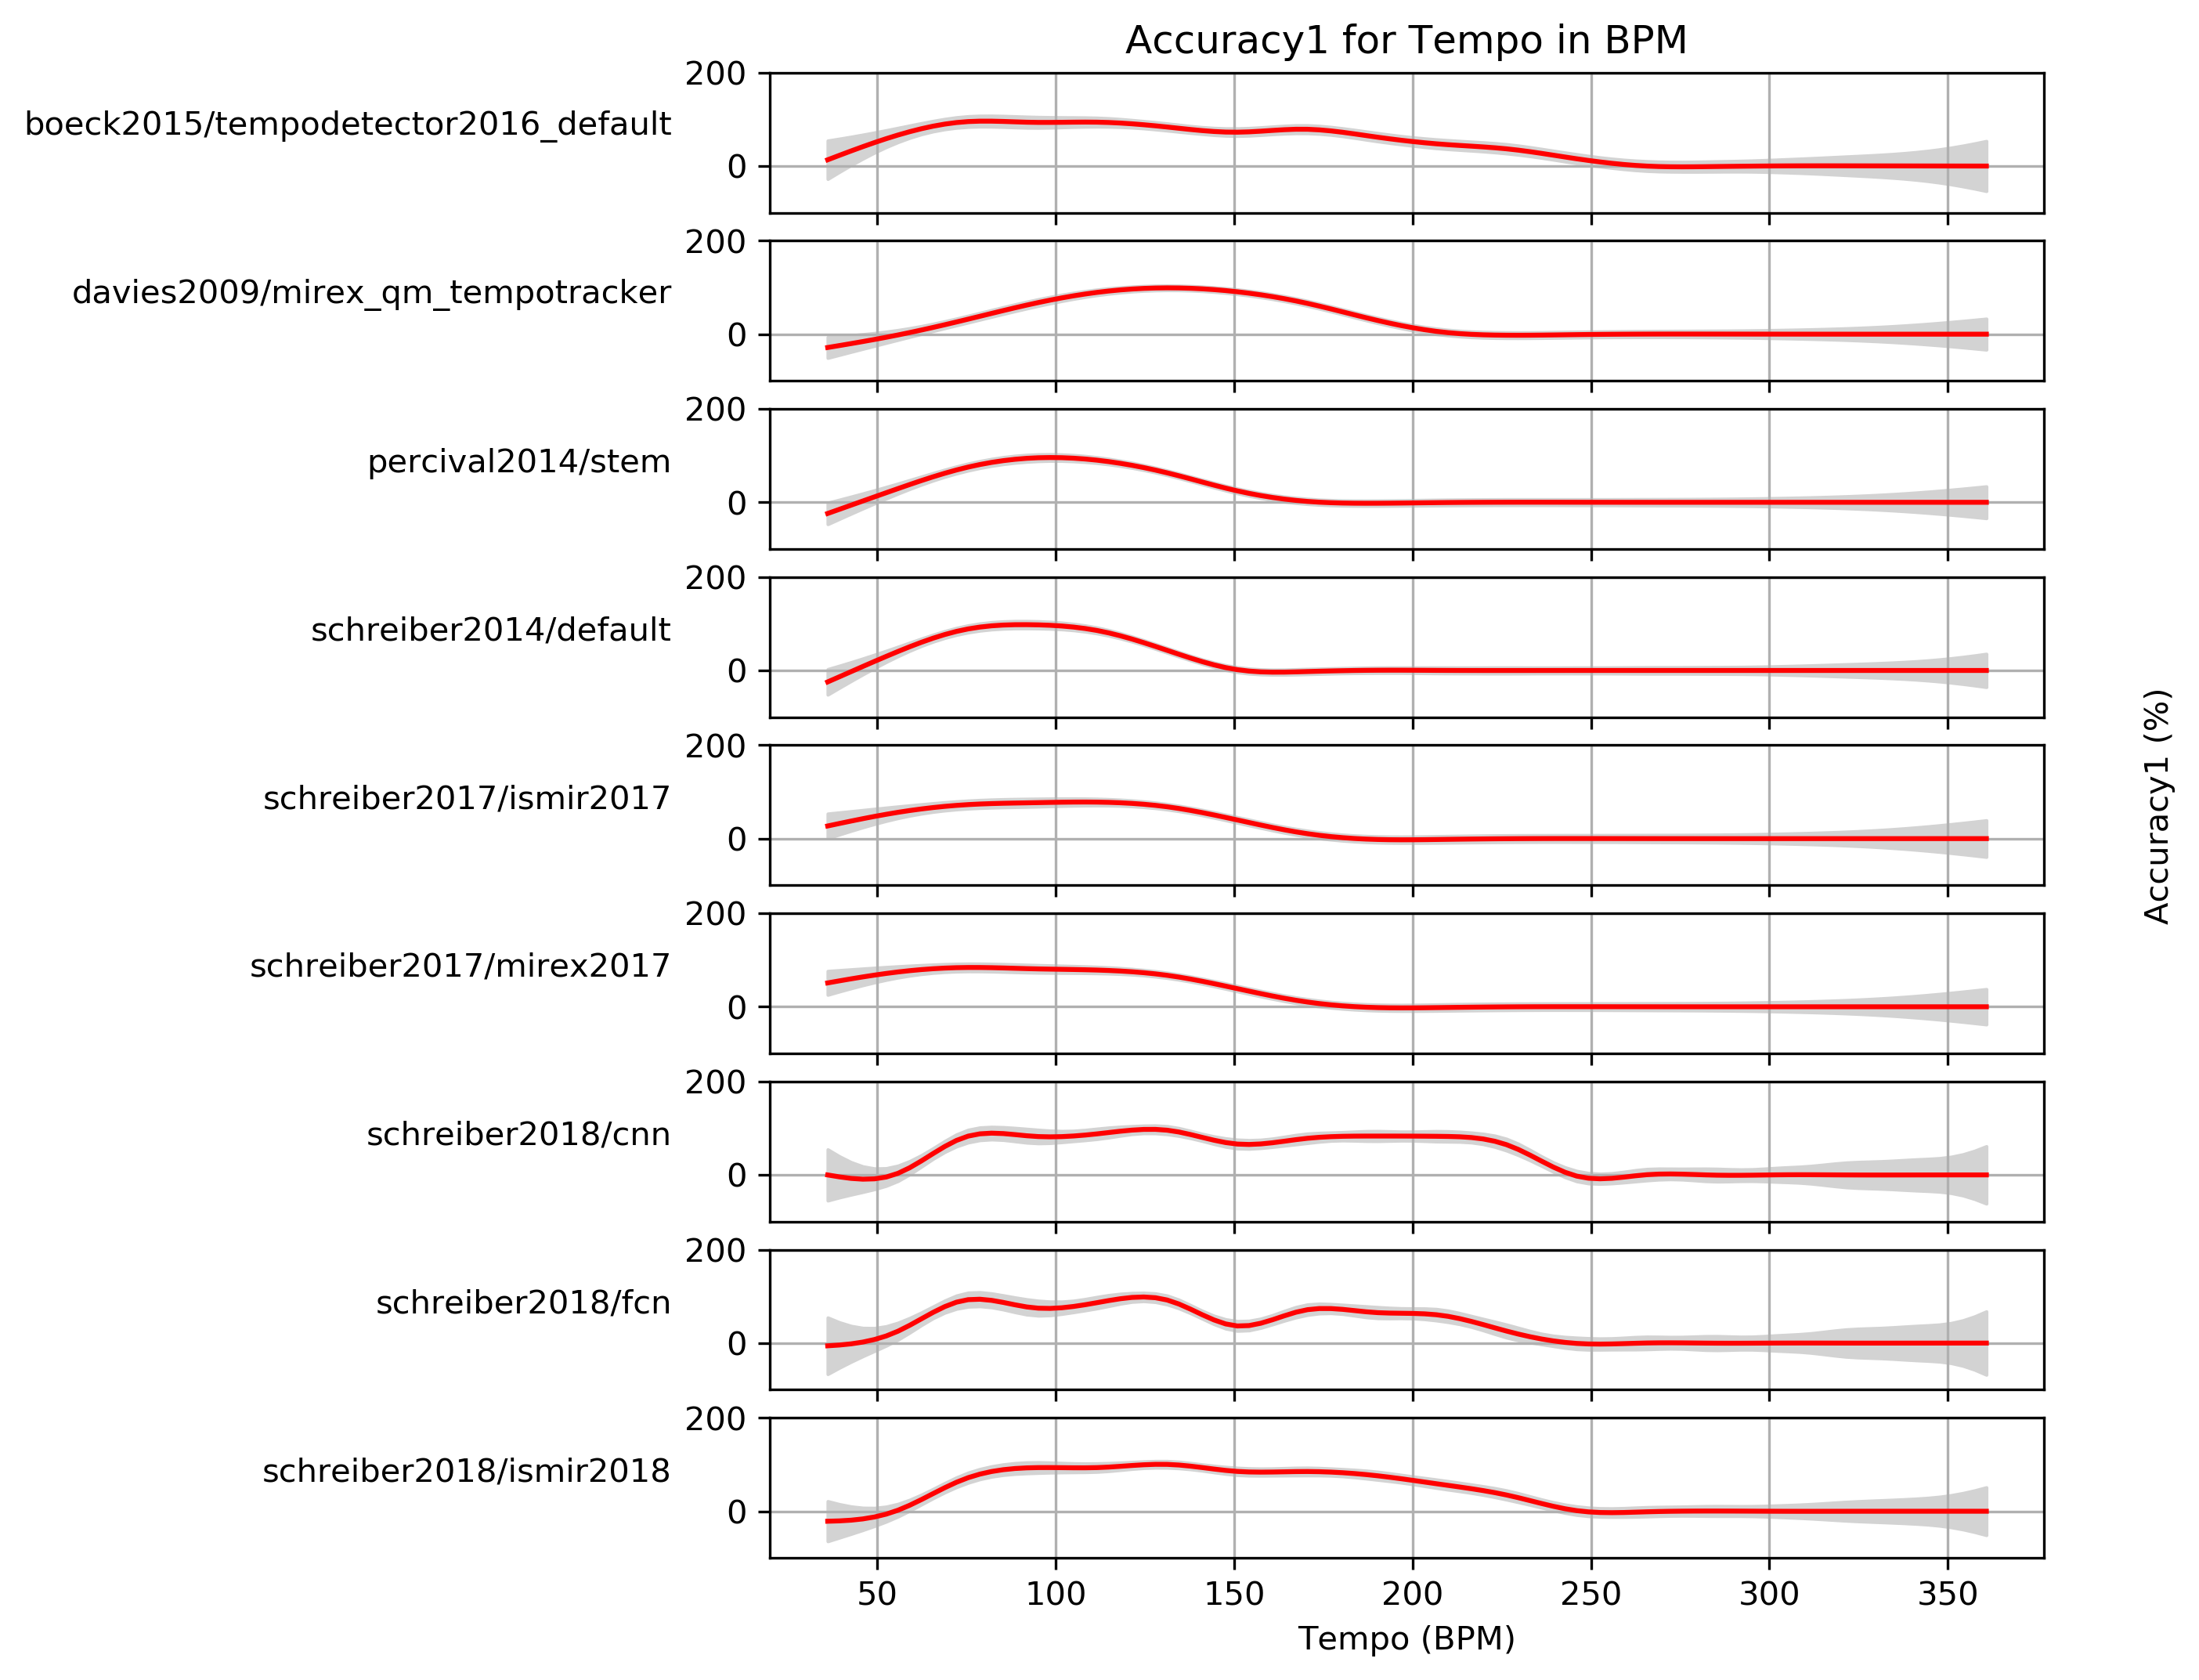 Accuracy1 for Tempo in BPM
200
boeck2015/tempodetector2016_default
0
200
davies2009/mirex_qm_tempotracker
0
200
percival2014/stem
0
200
schreiber2014/default
0
200
schreiber2017/ismir2017
0
200
schreiber2017/mirex2017
0
200
schreiber2018/cnn
0
200
schreiber2018/fcn
0
200
schreiber2018/ismir2018
0
50 100 150 200 250 300 350
Tempo (BPM)
Accuracy1 (%)